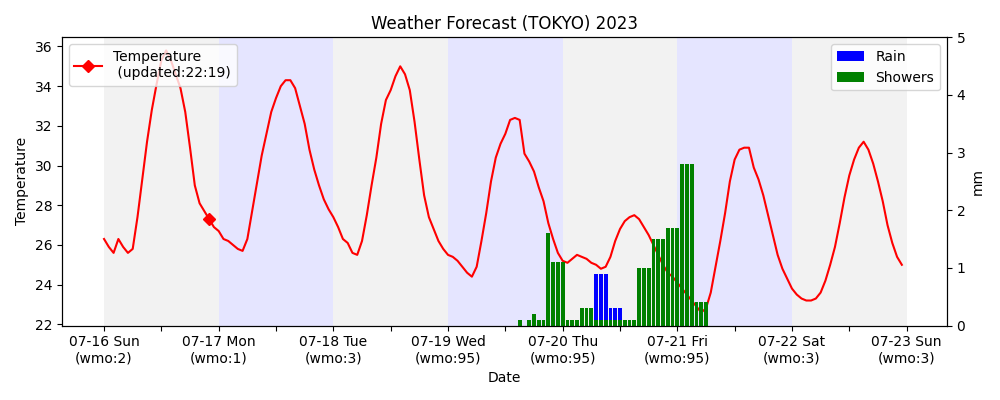 Weather Forecast (TOKYO) 2023
Temperature
(updated:22:19)
Rain
Showers
36
34
32
30
28
26
24
22
Temperature
5
4
3
2
1
0
mm
07-16 Sun
(wmo:2)
07-17 Mon
(wmo:1)
07-18 Tue
(wmo:3)
07-19 Wed
(wmo:95)
07-20 Thu
(wmo:95)
07-21 Fri
(wmo:95)
07-22 Sat
(wmo:3)
07-23 Sun
(wmo:3)
Date